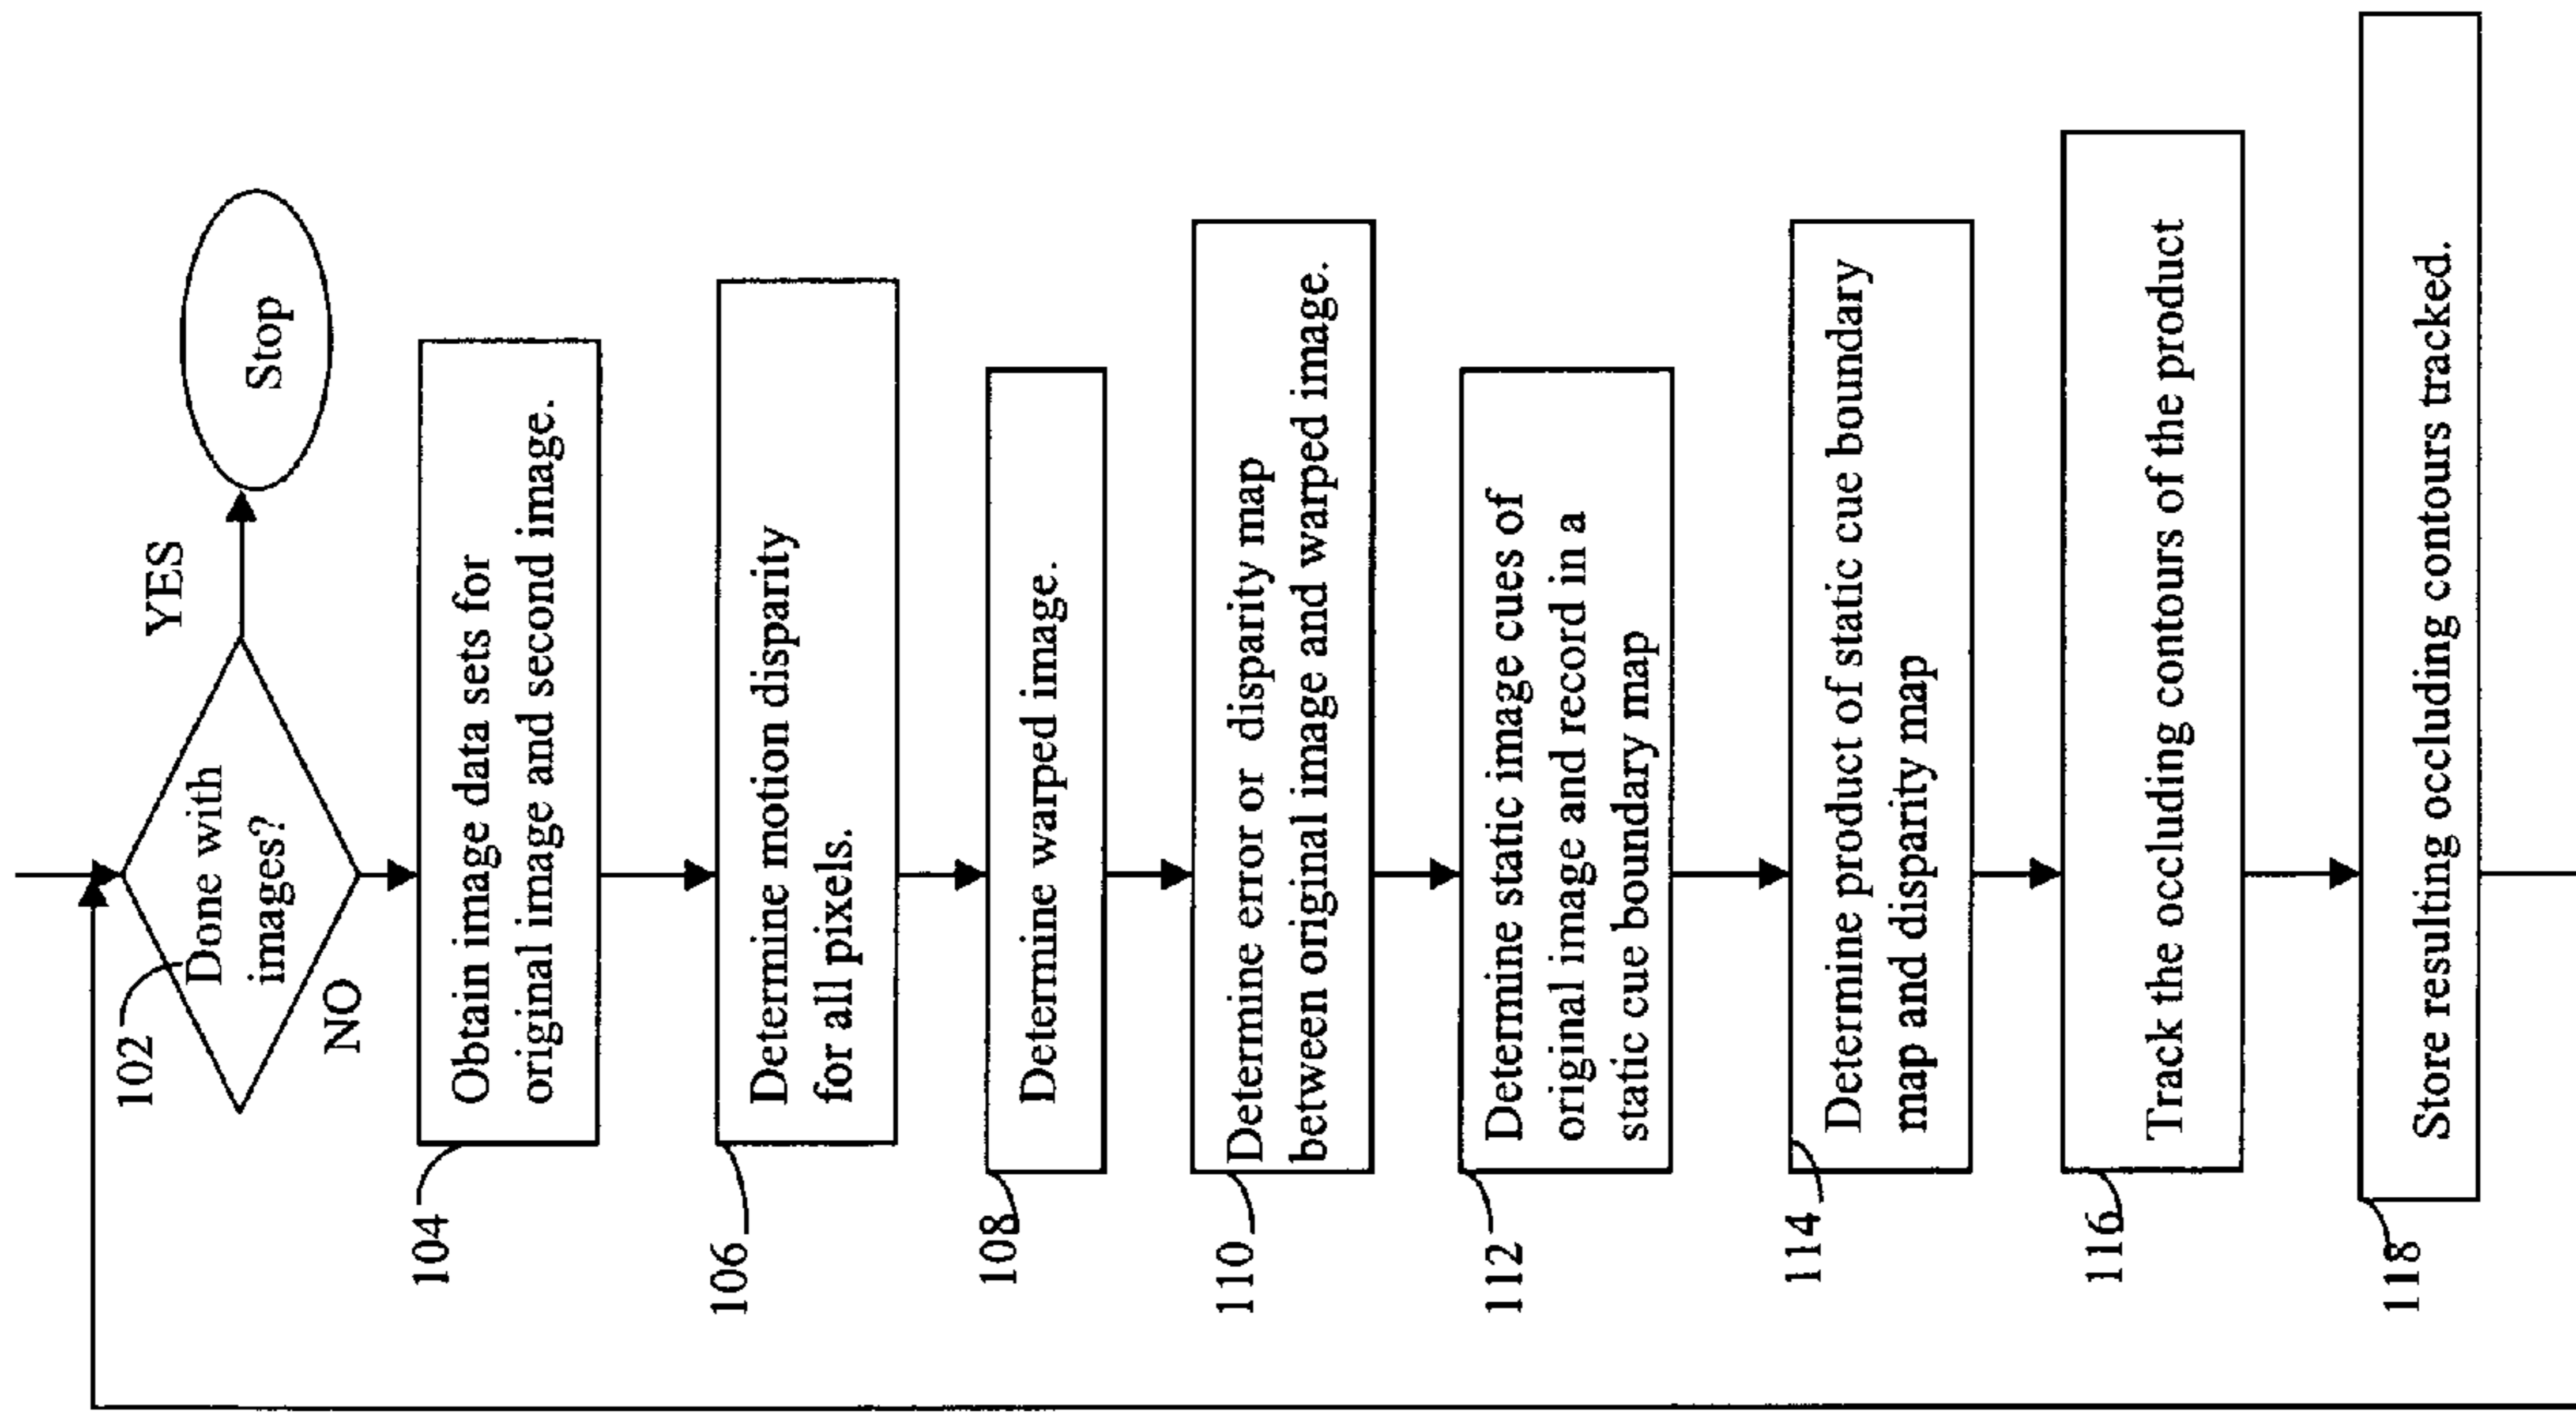 102
Done with
images?
YES
Stop
NO
104
Obtain image data sets for
original image and second image.
106
Determine motion disparity
for all pixels.
108
Determine warped image.
110
Determine error or disparity map
between original image and warped image.
112
Determine static image cues of
original image and record in a
static cue boundary map
114
Determine product of static cue boundary
map and disparity map
116
Track the occluding contours of the product
118
Store resulting occluding contours tracked.